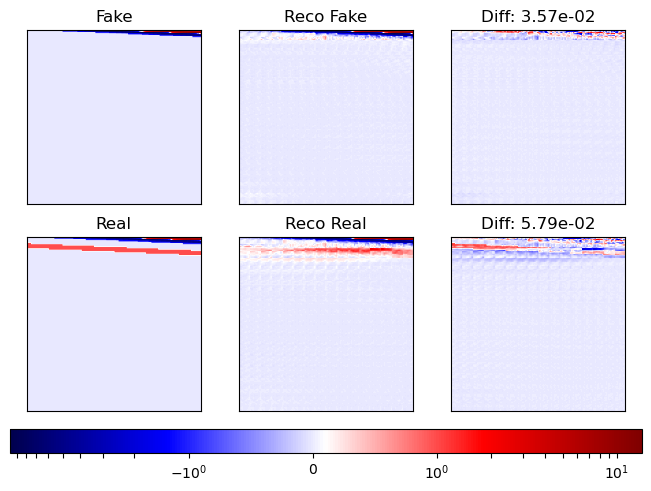 Fake Reco Fake Diff: 3.57e-02
Real Reco Real Diff: 5.79e-02
−10⁰ 0 10⁰ 10¹